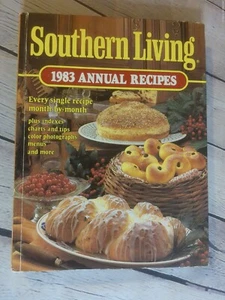 Southern Living®
1983 ANNUAL RECIPES
Every single recipe
month-by-month
plus indexes
charts and tips
color photographs
menus
and more